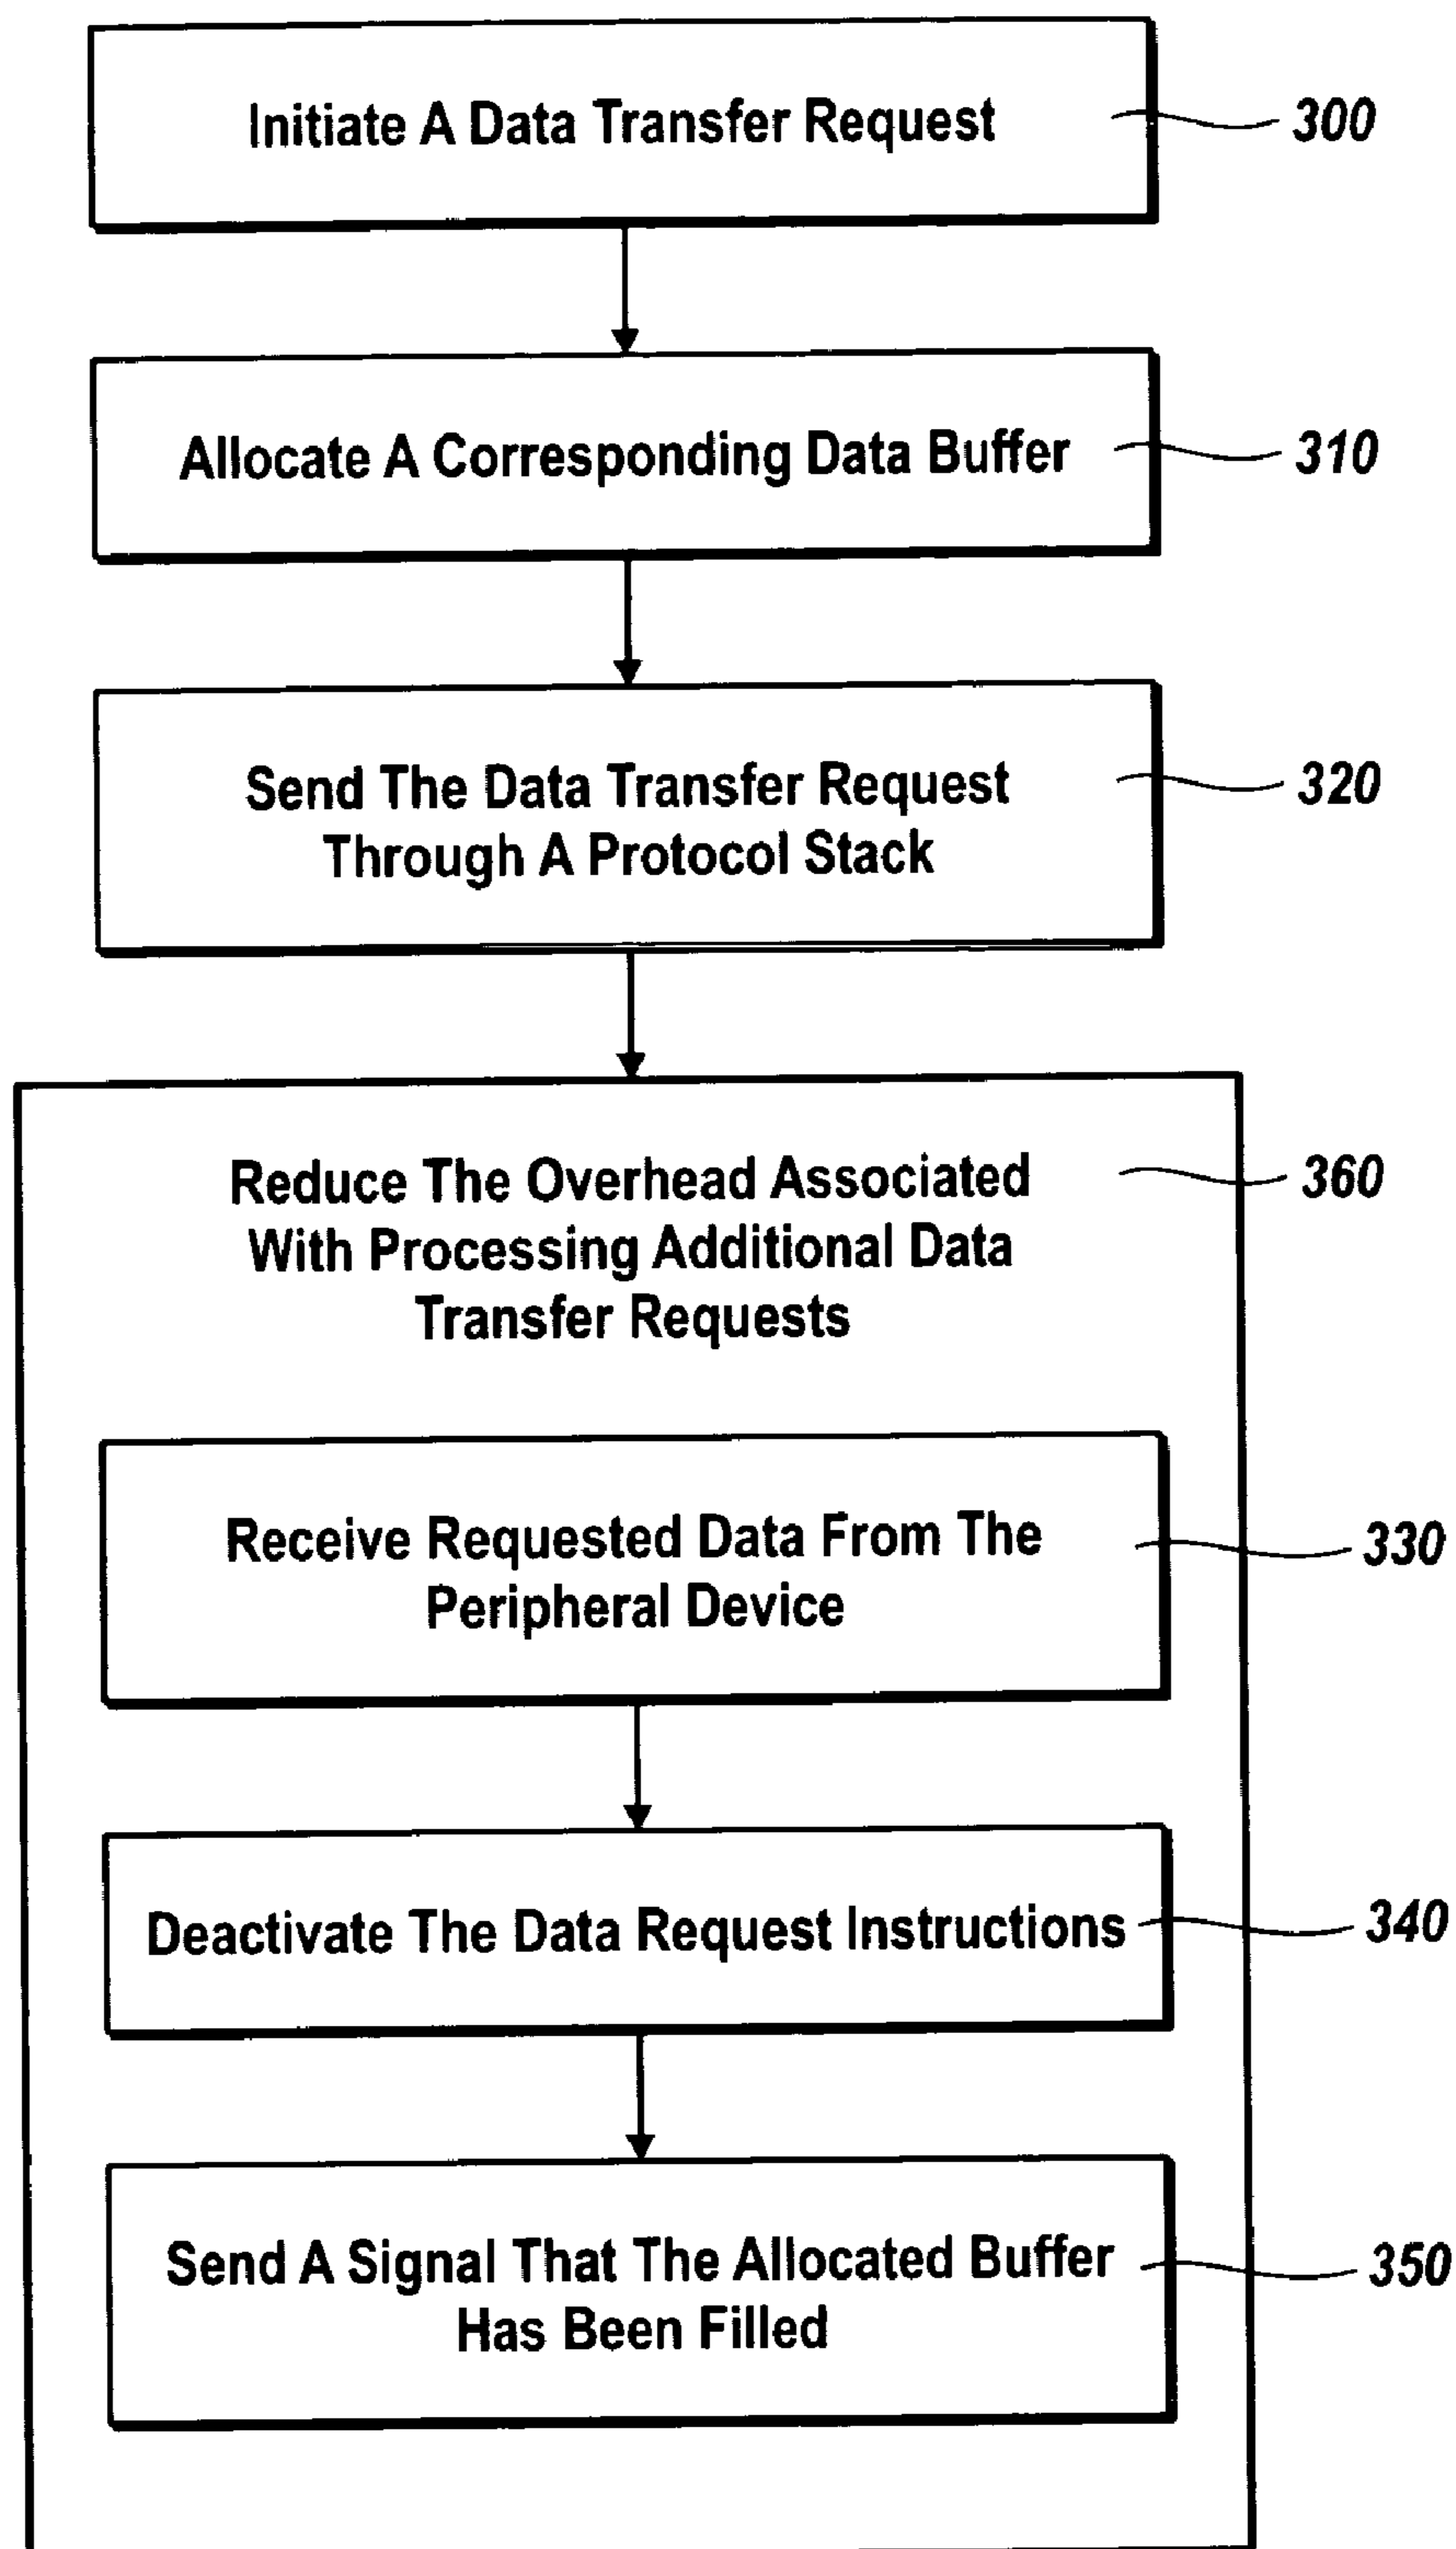 Initiate A Data Transfer Request
300
Allocate A Corresponding Data Buffer
310
Send The Data Transfer Request
Through A Protocol Stack
320
Reduce The Overhead Associated
With Processing Additional Data
Transfer Requests
360
Receive Requested Data From The
Peripheral Device
330
Deactivate The Data Request Instructions
340
Send A Signal That The Allocated Buffer
Has Been Filled
350